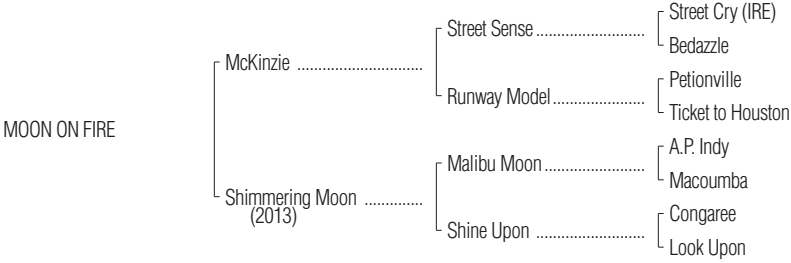 Street Cry (IRE)
Street Sense ..........................
Bedazzle
McKinzie ..............................
Petionville
Runway Model......................
Ticket to Houston
MOON ON FIRE
A.P. Indy
Malibu Moon........................
Macoumba
Shimmering Moon ..............
(2013)
Congaree
Shine Upon ..........................
Look Upon